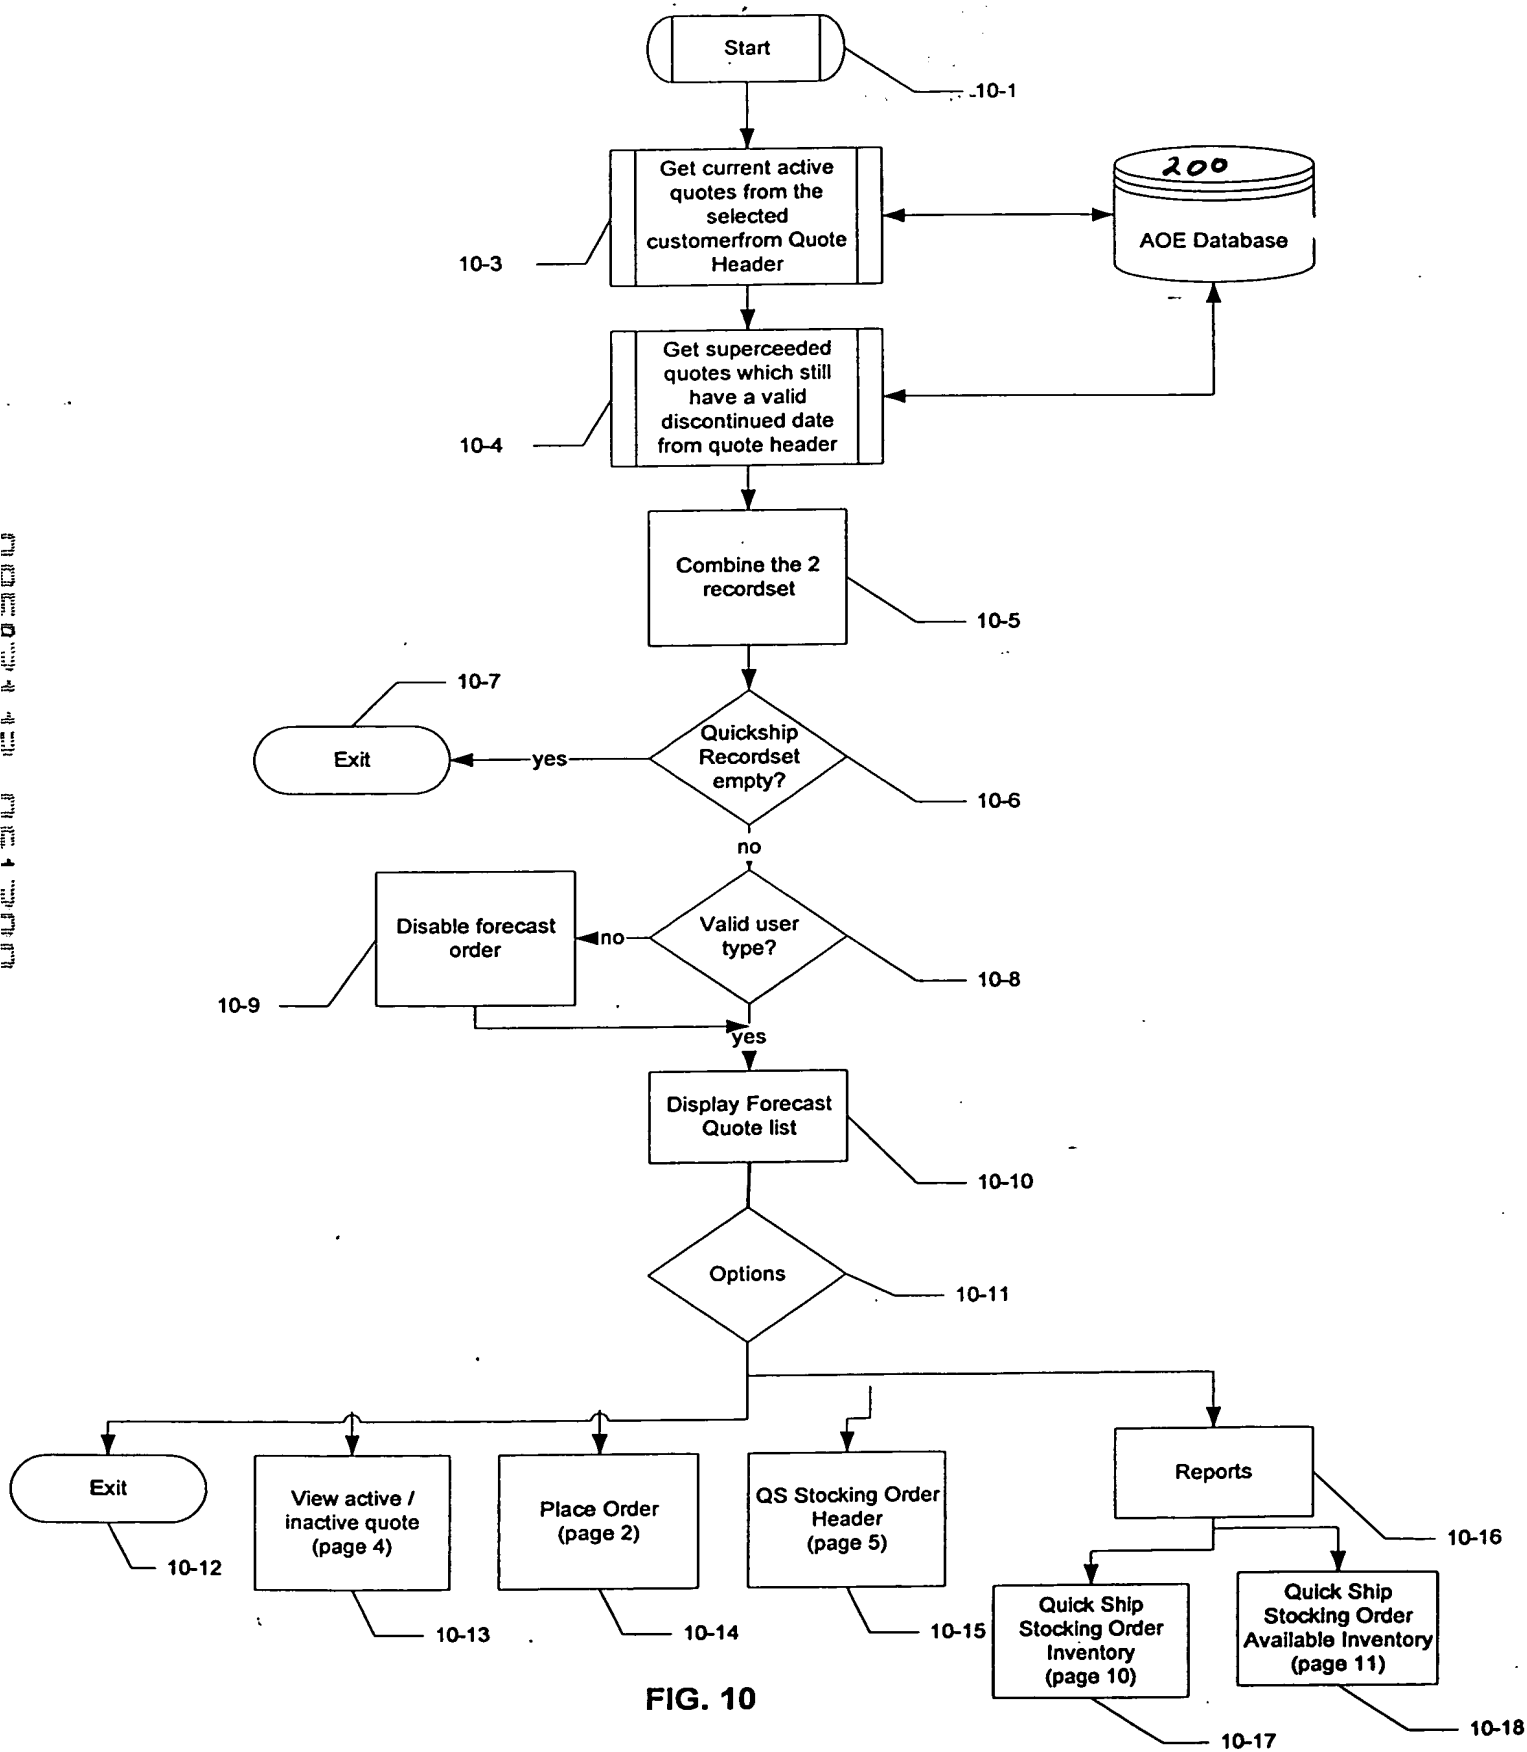 Start
10-1
Get current active
quotes from the
selected
customerfrom Quote
Header
10-3
200
AOE Database
Get superceeded
quotes which still
have a valid
discontinued date
from quote header
10-4
Combine the 2
recordset
10-5
10-7
Exit
yes
Quickship
Recordset
empty?
10-6
no
Disable forecast
order
no
Valid user
type?
10-8
10-9
yes
Display Forecast
Quote list
10-10
Options
10-11
Exit
10-12
View active /
inactive quote
(page 4)
10-13
Place Order
(page 2)
10-14
QS Stocking Order
Header
(page 5)
10-15
Reports
10-16
Quick Ship
Stocking Order
Inventory
(page 10)
10-17
Quick Ship
Stocking Order
Available Inventory
(page 11)
10-18
FIG. 10